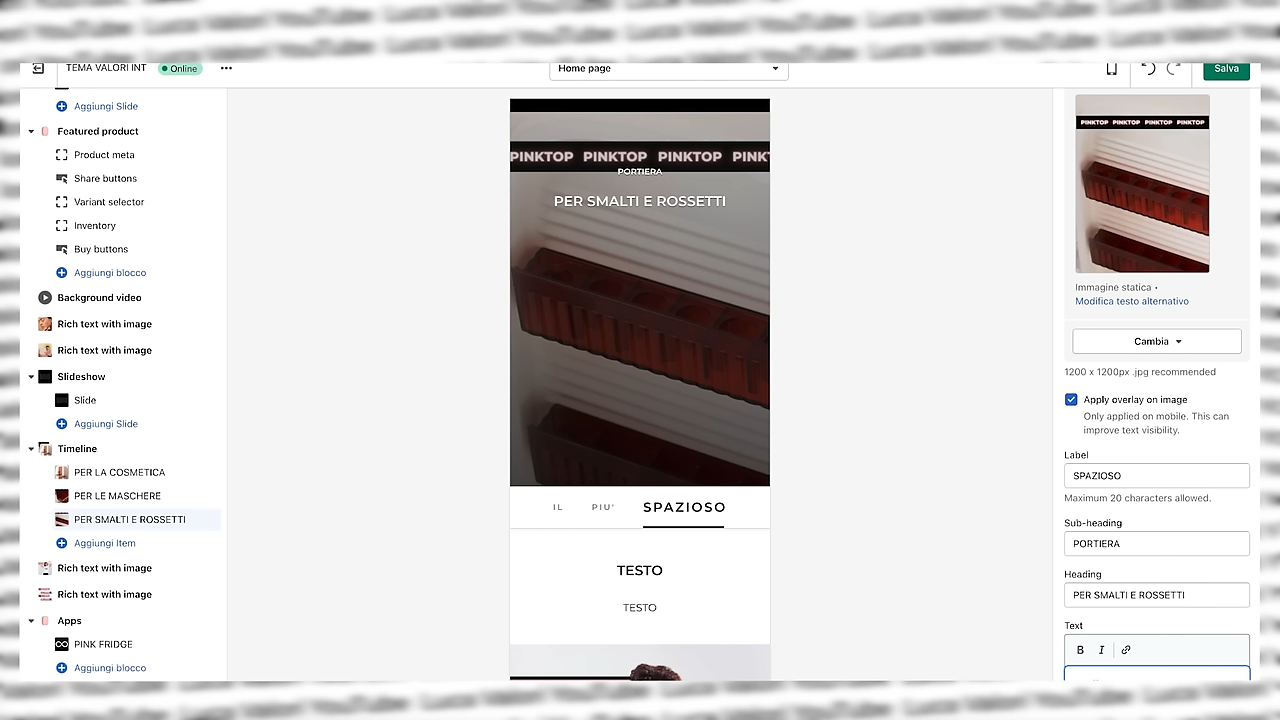 Luca Valori YouTube
TEMA VALORI INT
Online
Home page
Salva
Aggiungi Slide
Featured product
Product meta
Share buttons
Variant selector
Inventory
Buy buttons
Aggiungi blocco
Background video
Rich text with image
Rich text with image
Slideshow
Slide
Aggiungi Slide
Timeline
PER LA COSMETICA
PER LE MASCHERE
PER SMALTI E ROSSETTI
Aggiungi Item
Rich text with image
Rich text with image
Apps
PINK FRIDGE
Aggiungi blocco
PINKTOP PINKTOP PINKTOP PINKT
PORTIERA
PER SMALTI E ROSSETTI
IL PIU' SPAZIOSO
TESTO
TESTO
PINKTOP PINKTOP PINKTOP PINKTOP
Immagine statica •
Modifica testo alternativo
Cambia
1200 x 1200px .jpg recommended
Apply overlay on image
Only applied on mobile. This can
improve text visibility.
Label
SPAZIOSO
Maximum 20 characters allowed.
Sub-heading
PORTIERA
Heading
PER SMALTI E ROSSETTI
Text
B I